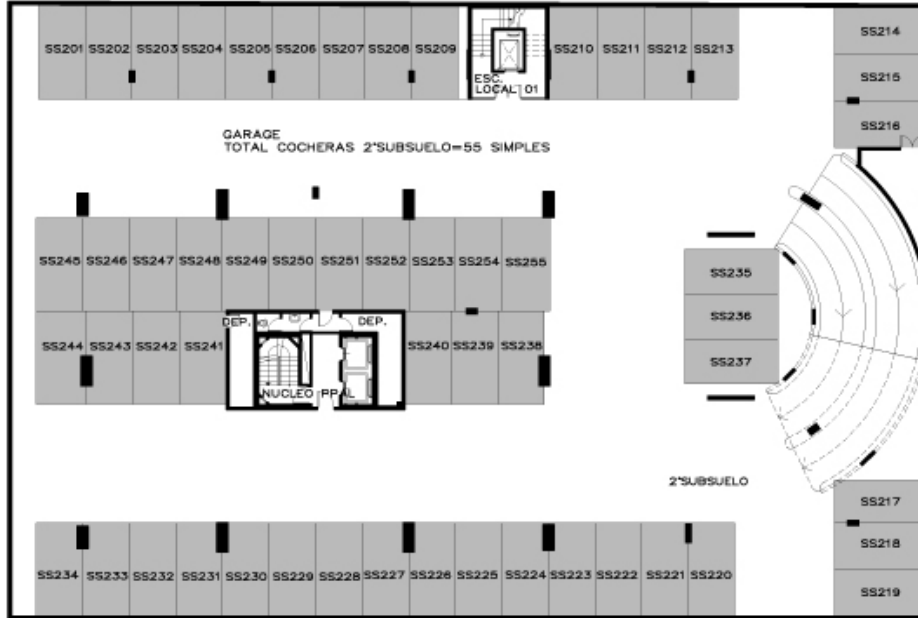 SS201 SS202 SS203 SS204 SS205 SS206 SS207 SS208 SS209 SS210 SS211 SS212 SS213
SS214
SS215
SS216
ESC.
LOCAL 01
GARAGE
TOTAL COCHERAS 2°SUBSUELO=55 SIMPLES
SS245 SS246 SS247 SS248 SS249 SS250 SS251 SS252 SS253 SS254 SS255
SS235
SS236
SS237
DEP. DEP.
SS244 SS243 SS242 SS241 SS240 SS239 SS238
NUCLEO PPAL
2°SUBSUELO
SS217
SS218
SS219
SS234 SS233 SS232 SS231 SS230 SS229 SS228 SS227 SS226 SS225 SS224 SS223 SS222 SS221 SS220